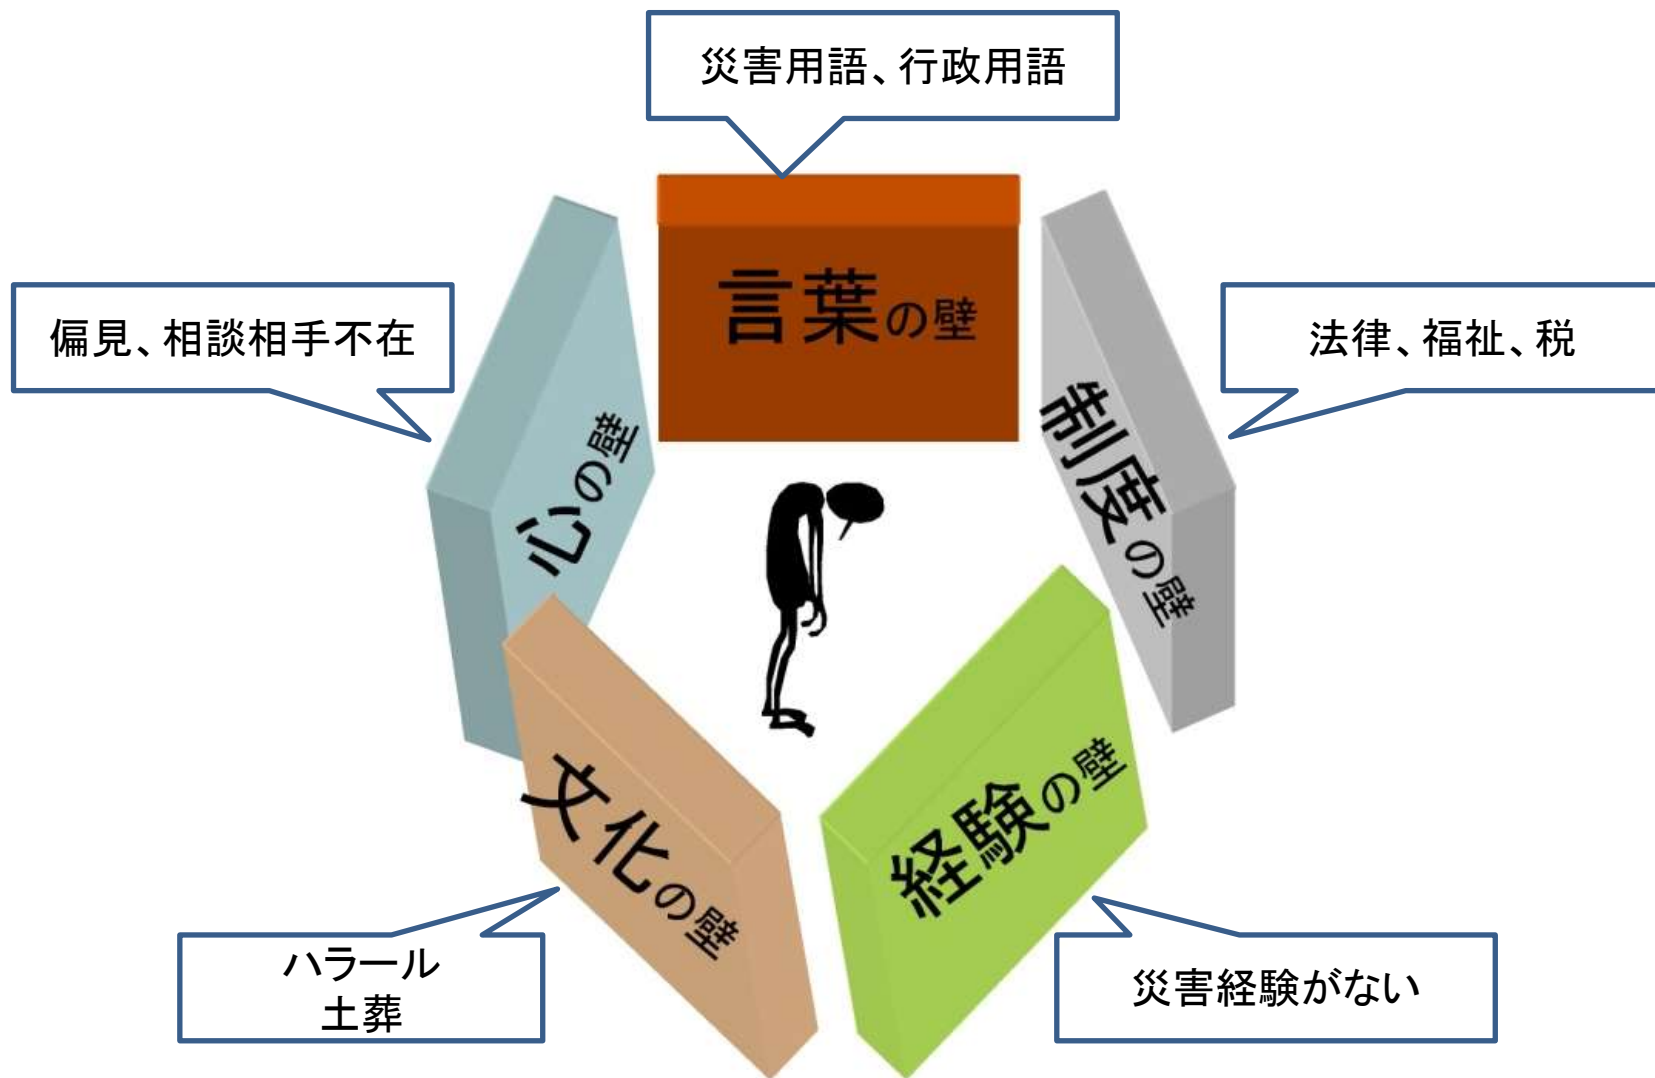 災害用語、行政用語
言葉の壁
偏見、相談相手不在
心の壁
法律、福祉、税
制度の壁
文化の壁
ハラール
土葬
経験の壁
災害経験がない